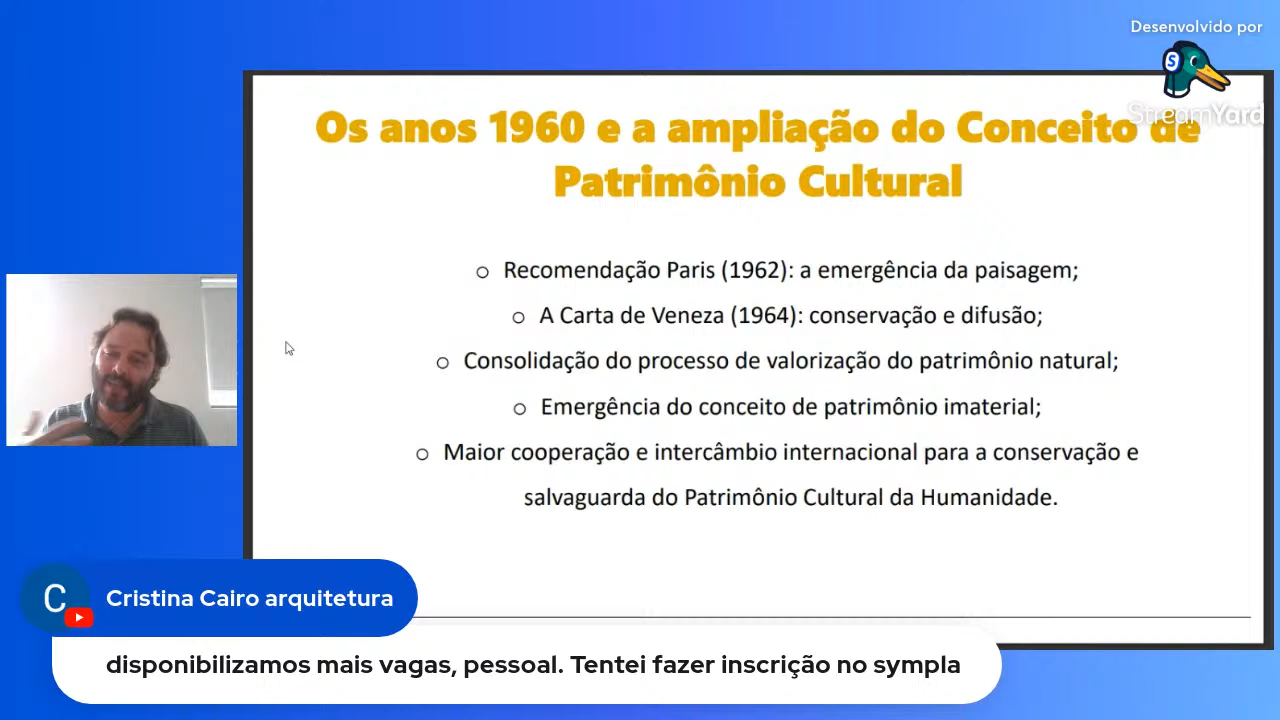 Desenvolvido por
StreamYard
Os anos 1960 e a ampliação do Conceito de
Patrimônio Cultural
o Recomendação Paris (1962): a emergência da paisagem;
o A Carta de Veneza (1964): conservação e difusão;
o Consolidação do processo de valorização do patrimônio natural;
o Emergência do conceito de patrimônio imaterial;
o Maior cooperação e intercâmbio internacional para a conservação e
salvaguarda do Patrimônio Cultural da Humanidade.
C Cristina Cairo arquitetura
disponibilizamos mais vagas, pessoal. Tentei fazer inscrição no sympla